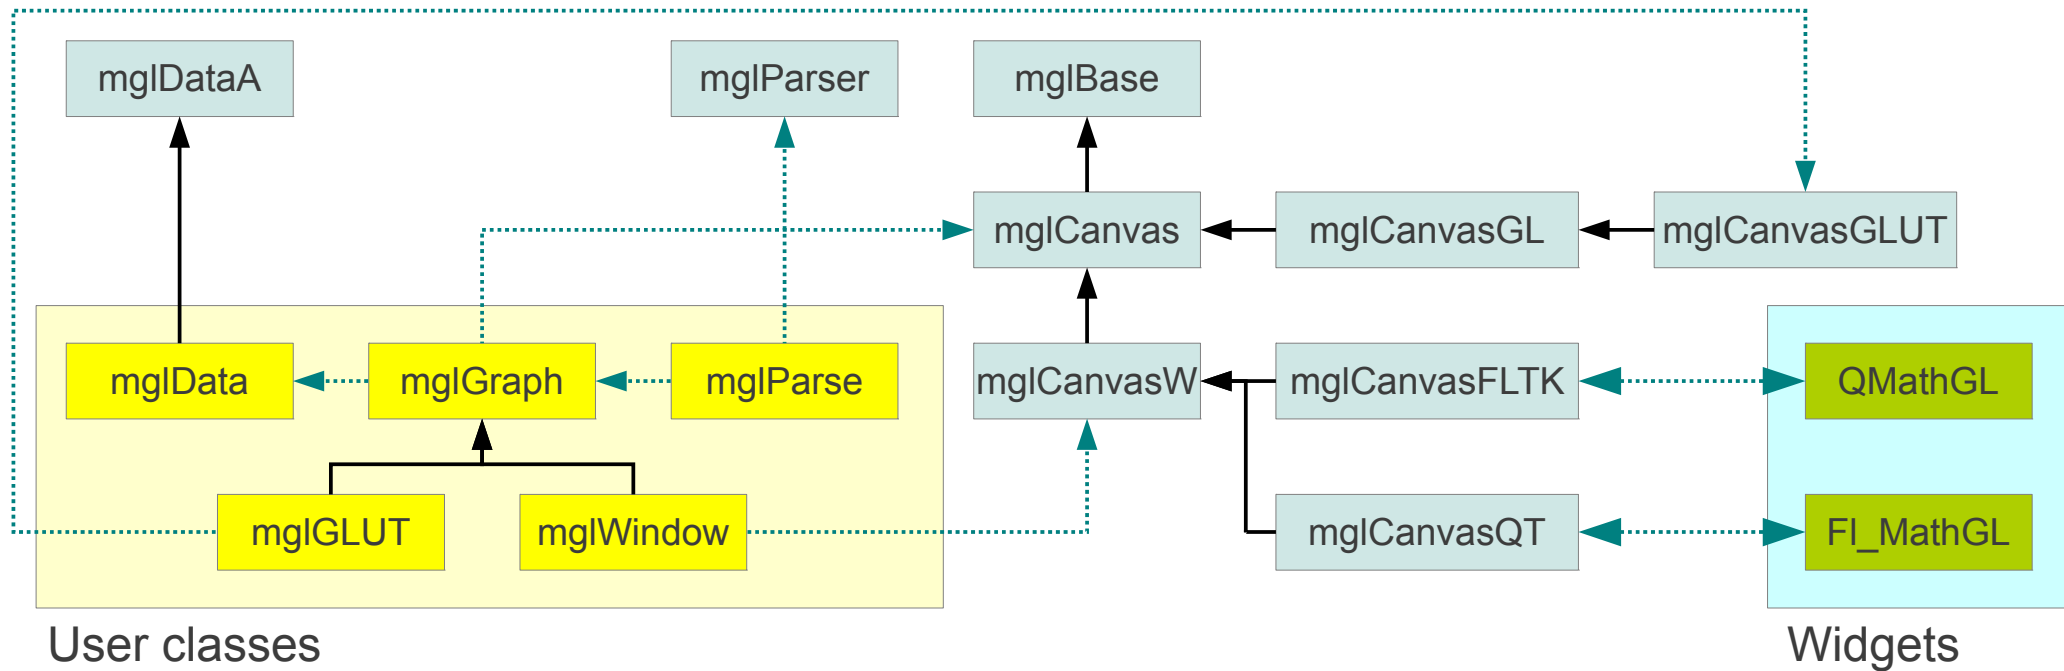 mglDataA
mglParser
mglBase
mglCanvas
mglCanvasGL
mglCanvasGLUT
mglData
mglGraph
mglParse
mglCanvasW
mglCanvasFLTK
QMathGL
mglGLUT
mglWindow
mglCanvasQT
Fl_MathGL
User classes
Widgets